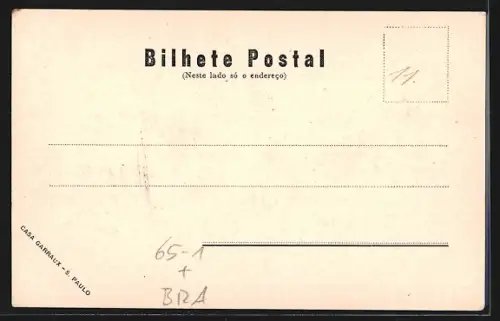 Bilhete Postal
(Neste lado só o endereço)
11.
CASA GARRAUX - S. PAULO
65-1
+
BRA